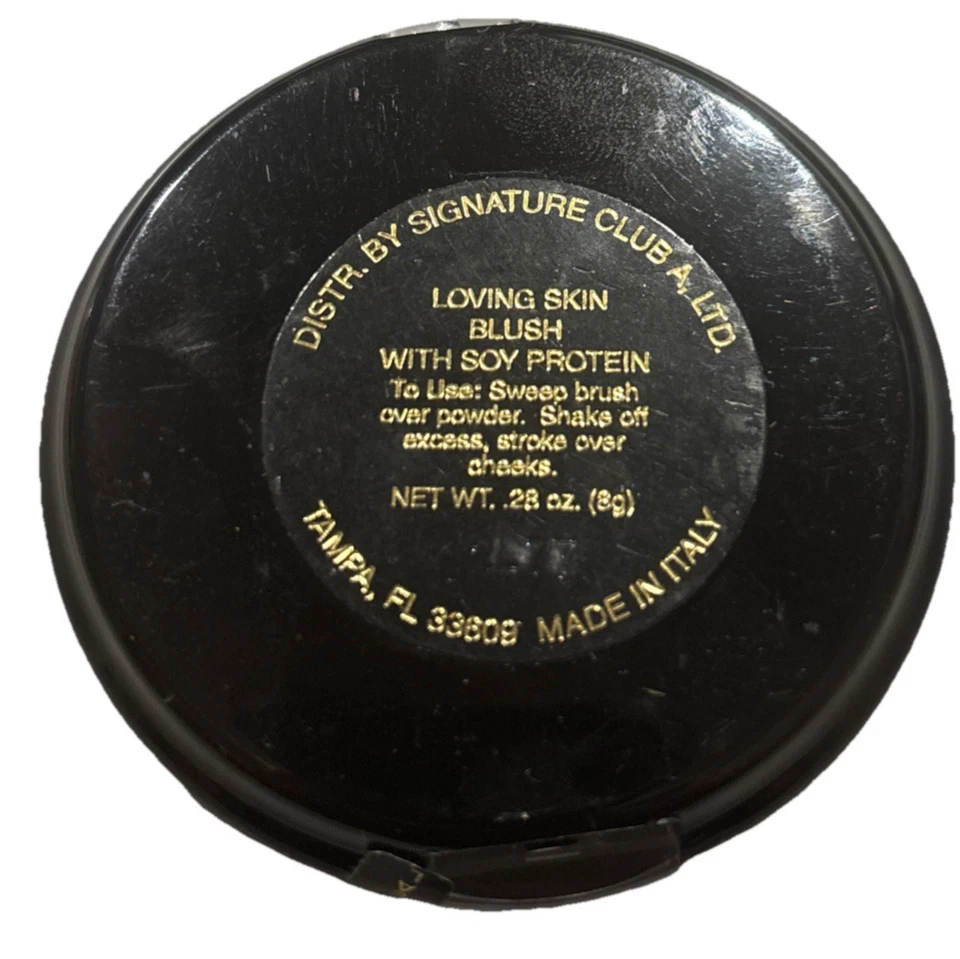 DISTR. BY SIGNATURE CLUB A, LTD.
LOVING SKIN
BLUSH
WITH SOY PROTEIN
To Use: Sweep brush
over powder. Shake off
excess, stroke over
cheeks.
NET WT. .28 oz. (8g)
TAMPA, FL 33609 MADE IN ITALY